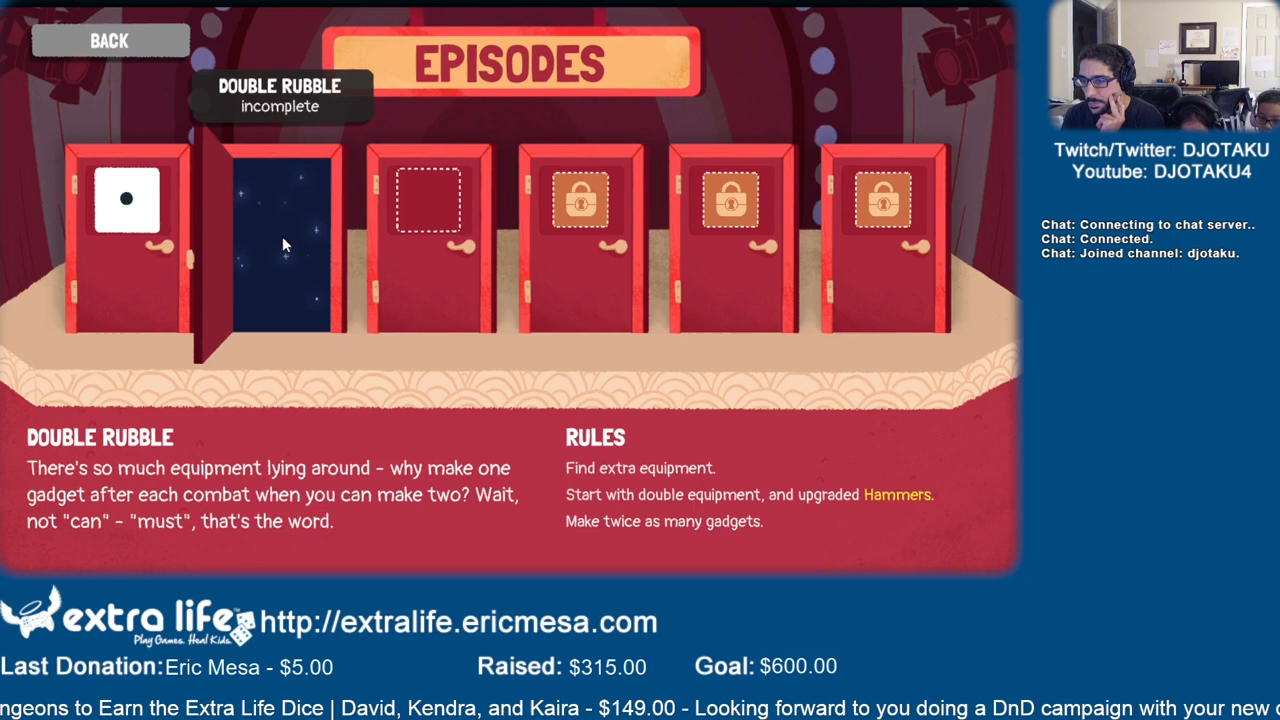 BACK
EPISODES
DOUBLE RUBBLE
incomplete
DOUBLE RUBBLE
There's so much equipment lying around - why make one
gadget after each combat when you can make two? Wait,
not "can" - "must", that's the word.
RULES
Find extra equipment.
Start with double equipment, and upgraded Hammers.
Make twice as many gadgets.
Twitch/Twitter: DJOTAKU
Youtube: DJOTAKU4
Chat: Connecting to chat server..
Chat: Connected.
Chat: Joined channel: djotaku.
extra life
Play Games. Heal Kids.
http://extralife.ericmesa.com
Last Donation: Eric Mesa - $5.00
Raised: $315.00
Goal: $600.00
ngeons to Earn the Extra Life Dice | David, Kendra, and Kaira - $149.00 - Looking forward to you doing a DnD campaign with your new